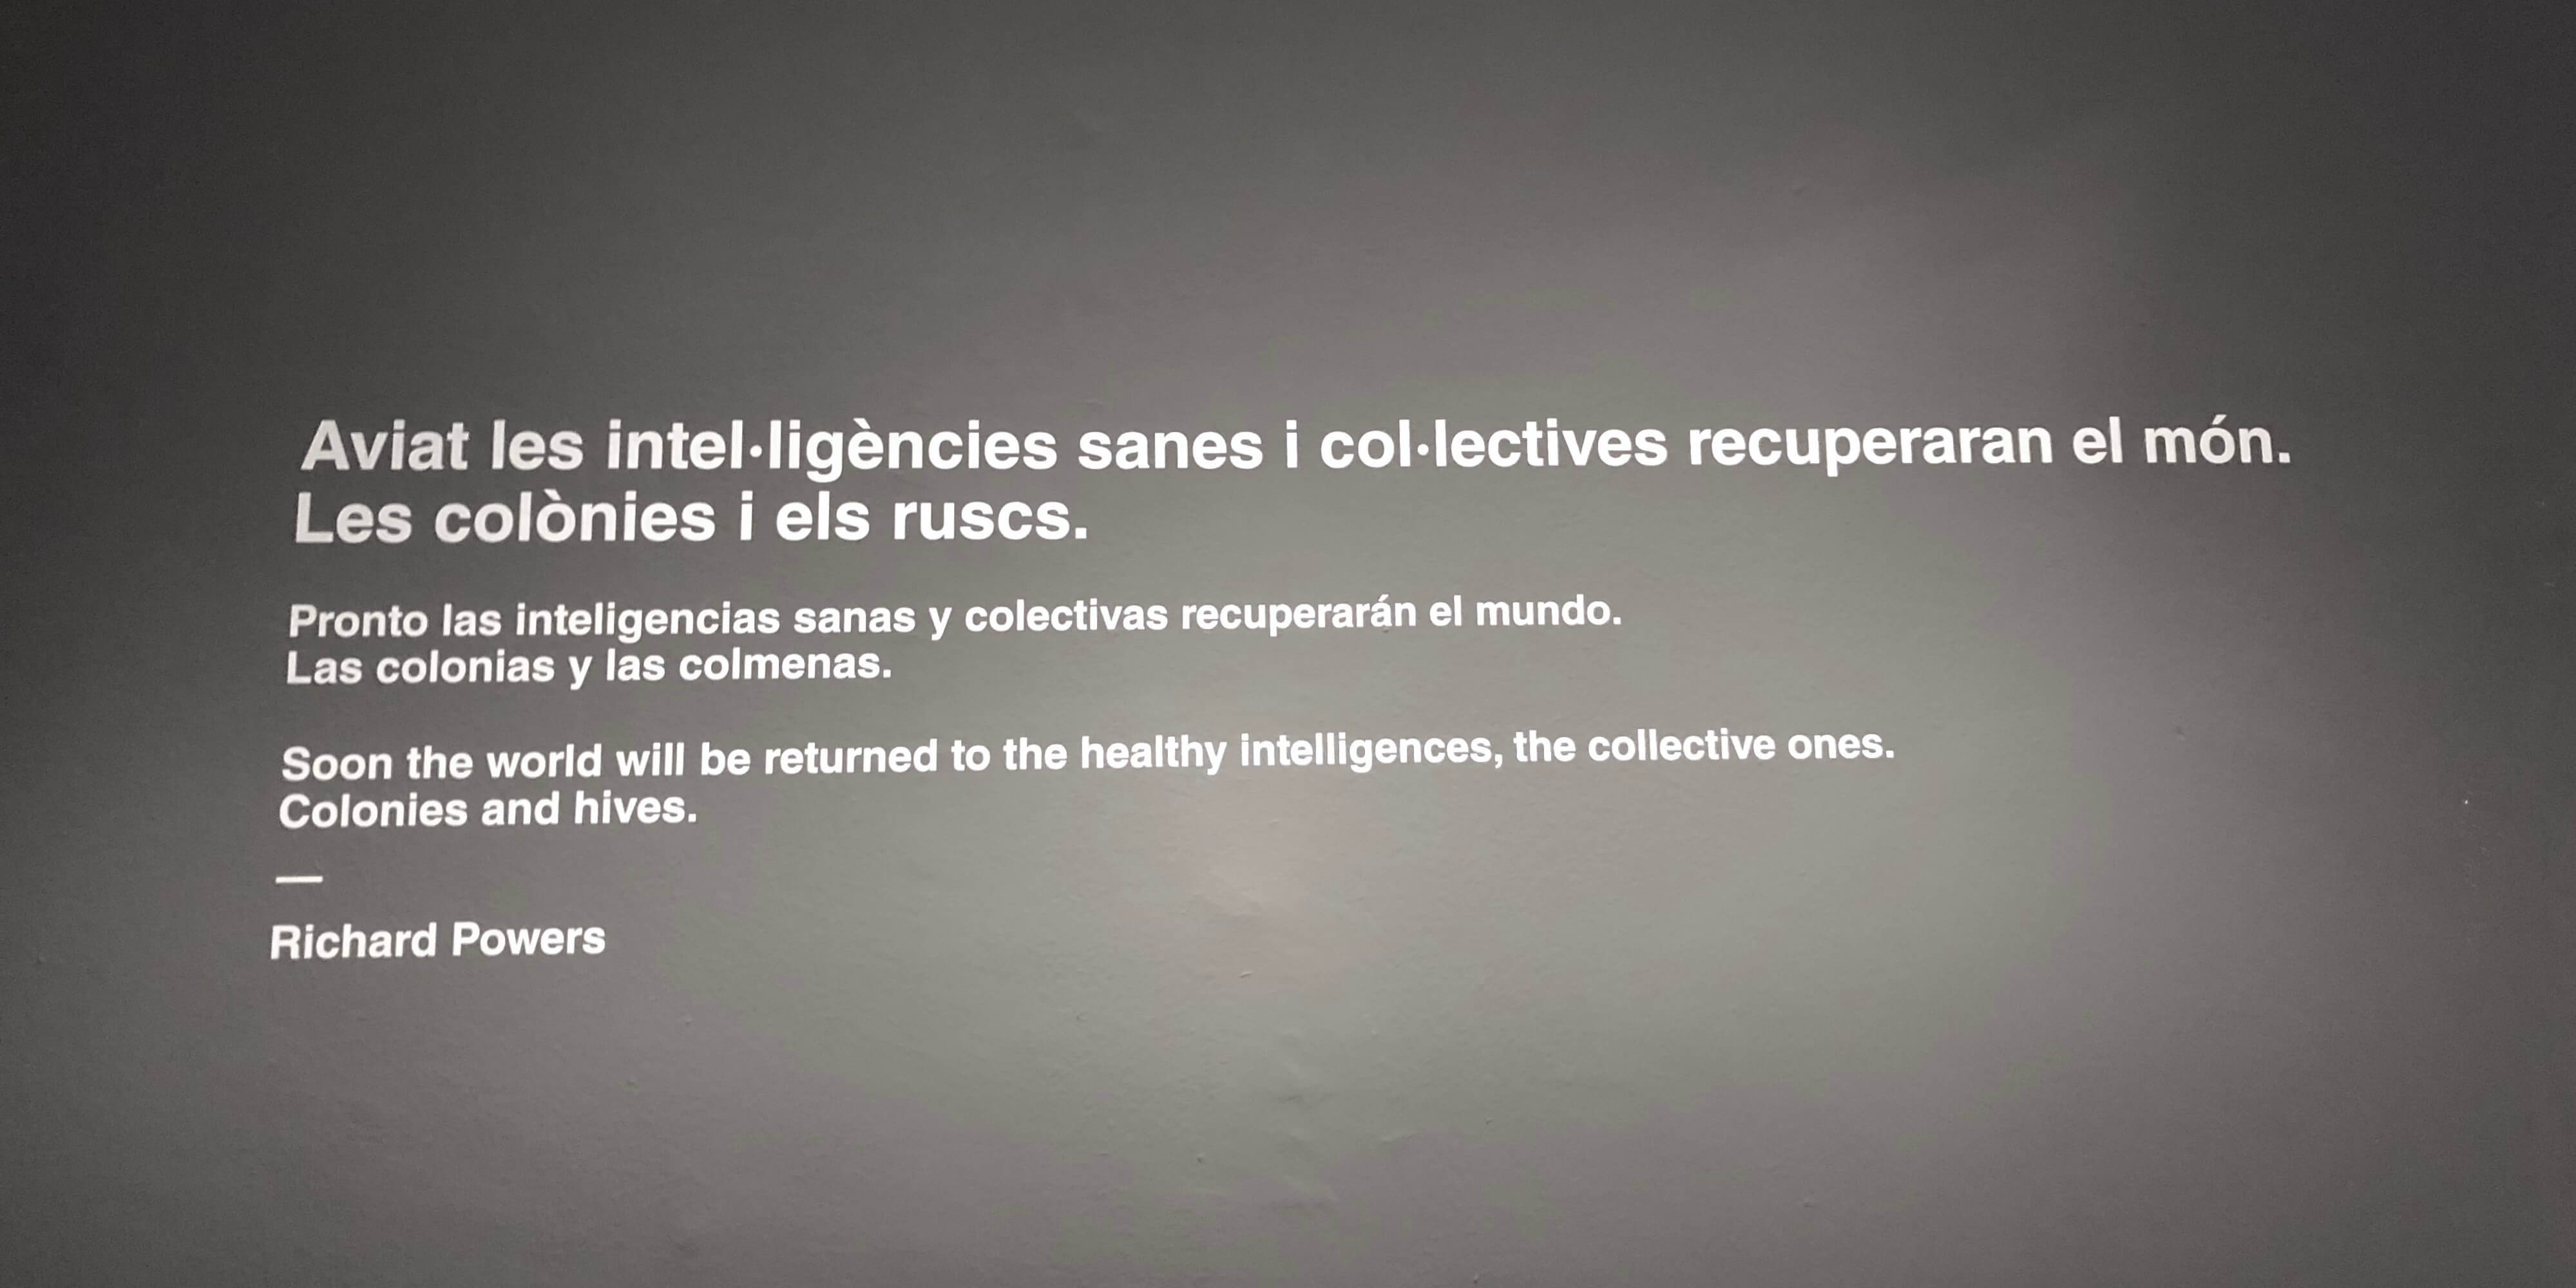 Aviat les intel·ligències sanes i col·lectives recuperaran el món.
Les colònies i els ruscs.
Pronto las inteligencias sanas y colectivas recuperarán el mundo.
Las colonias y las colmenas.
Soon the world will be returned to the healthy intelligences, the collective ones.
Colonies and hives.
—
Richard Powers